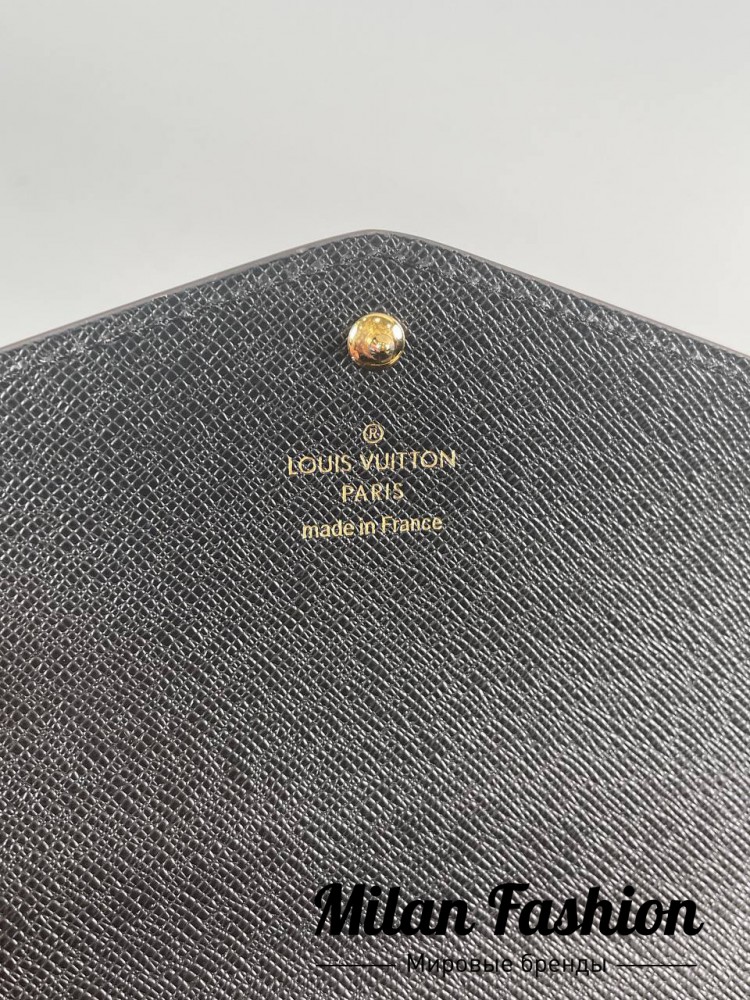 ®
LOUIS VUITTON
PARIS
made in France
Milan Fashion
Мировые бренды